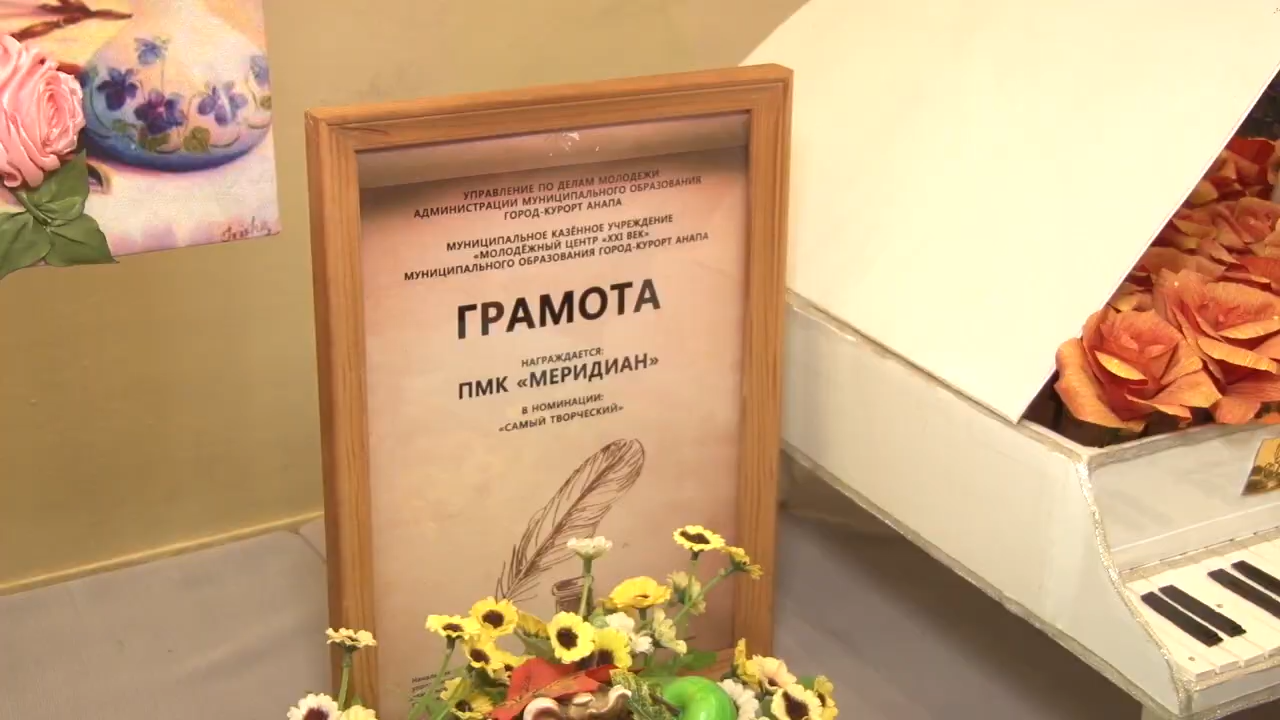 УПРАВЛЕНИЕ ПО ДЕЛАМ МОЛОДЕЖИ
АДМИНИСТРАЦИИ МУНИЦИПАЛЬНОГО ОБРАЗОВАНИЯ
ГОРОД-КУРОРТ АНАПА
МУНИЦИПАЛЬНОЕ КАЗЁННОЕ УЧРЕЖДЕНИЕ
«МОЛОДЁЖНЫЙ ЦЕНТР «XXI ВЕК»
МУНИЦИПАЛЬНОГО ОБРАЗОВАНИЯ ГОРОД-КУРОРТ АНАПА
ГРАМОТА
НАГРАЖДАЕТСЯ:
ПМК «МЕРИДИАН»
В НОМИНАЦИИ:
«САМЫЙ ТВОРЧЕСКИЙ»